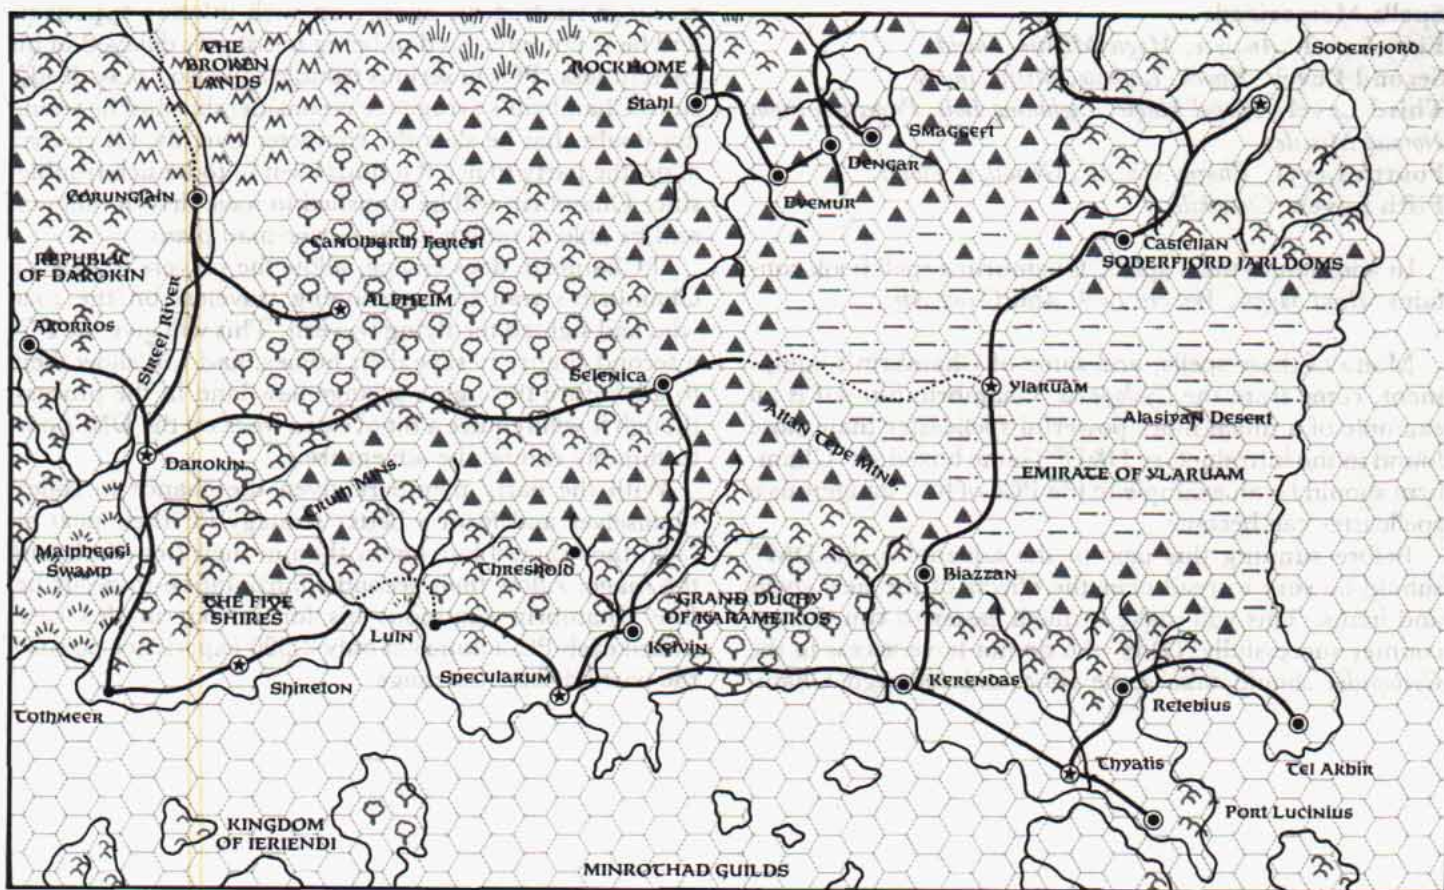 THE
BROKEN
LANDS
ROCKHOME
Soderfjord
Stahl
Smaggeft
Dengar
Evemur
Corunglain
Canolbarth Forest
Castellan
SODERFJORD JARLDOMS
REPUBLIC
OF DAROKIN
ALFHEIM
Streel River
Akorros
Selenica
Ylaruam
Altan Tepe Mtns.
Alasiyan Desert
Darokin
Cruth Mtns.
EMIRATE OF YLARUAM
Malpheggi
Swamp
Threshold
Biazzan
THE FIVE
SHIRES
GRAND DUCHY
OF KARAMEIKOS
Luln
Kelvin
Shireton
Specularum
Kerendas
Retebius
Tothmeer
Thyatis
Tel Akbir
Port Lucinius
KINGDOM
OF IERIENDI
MINROTHAD GUILDS